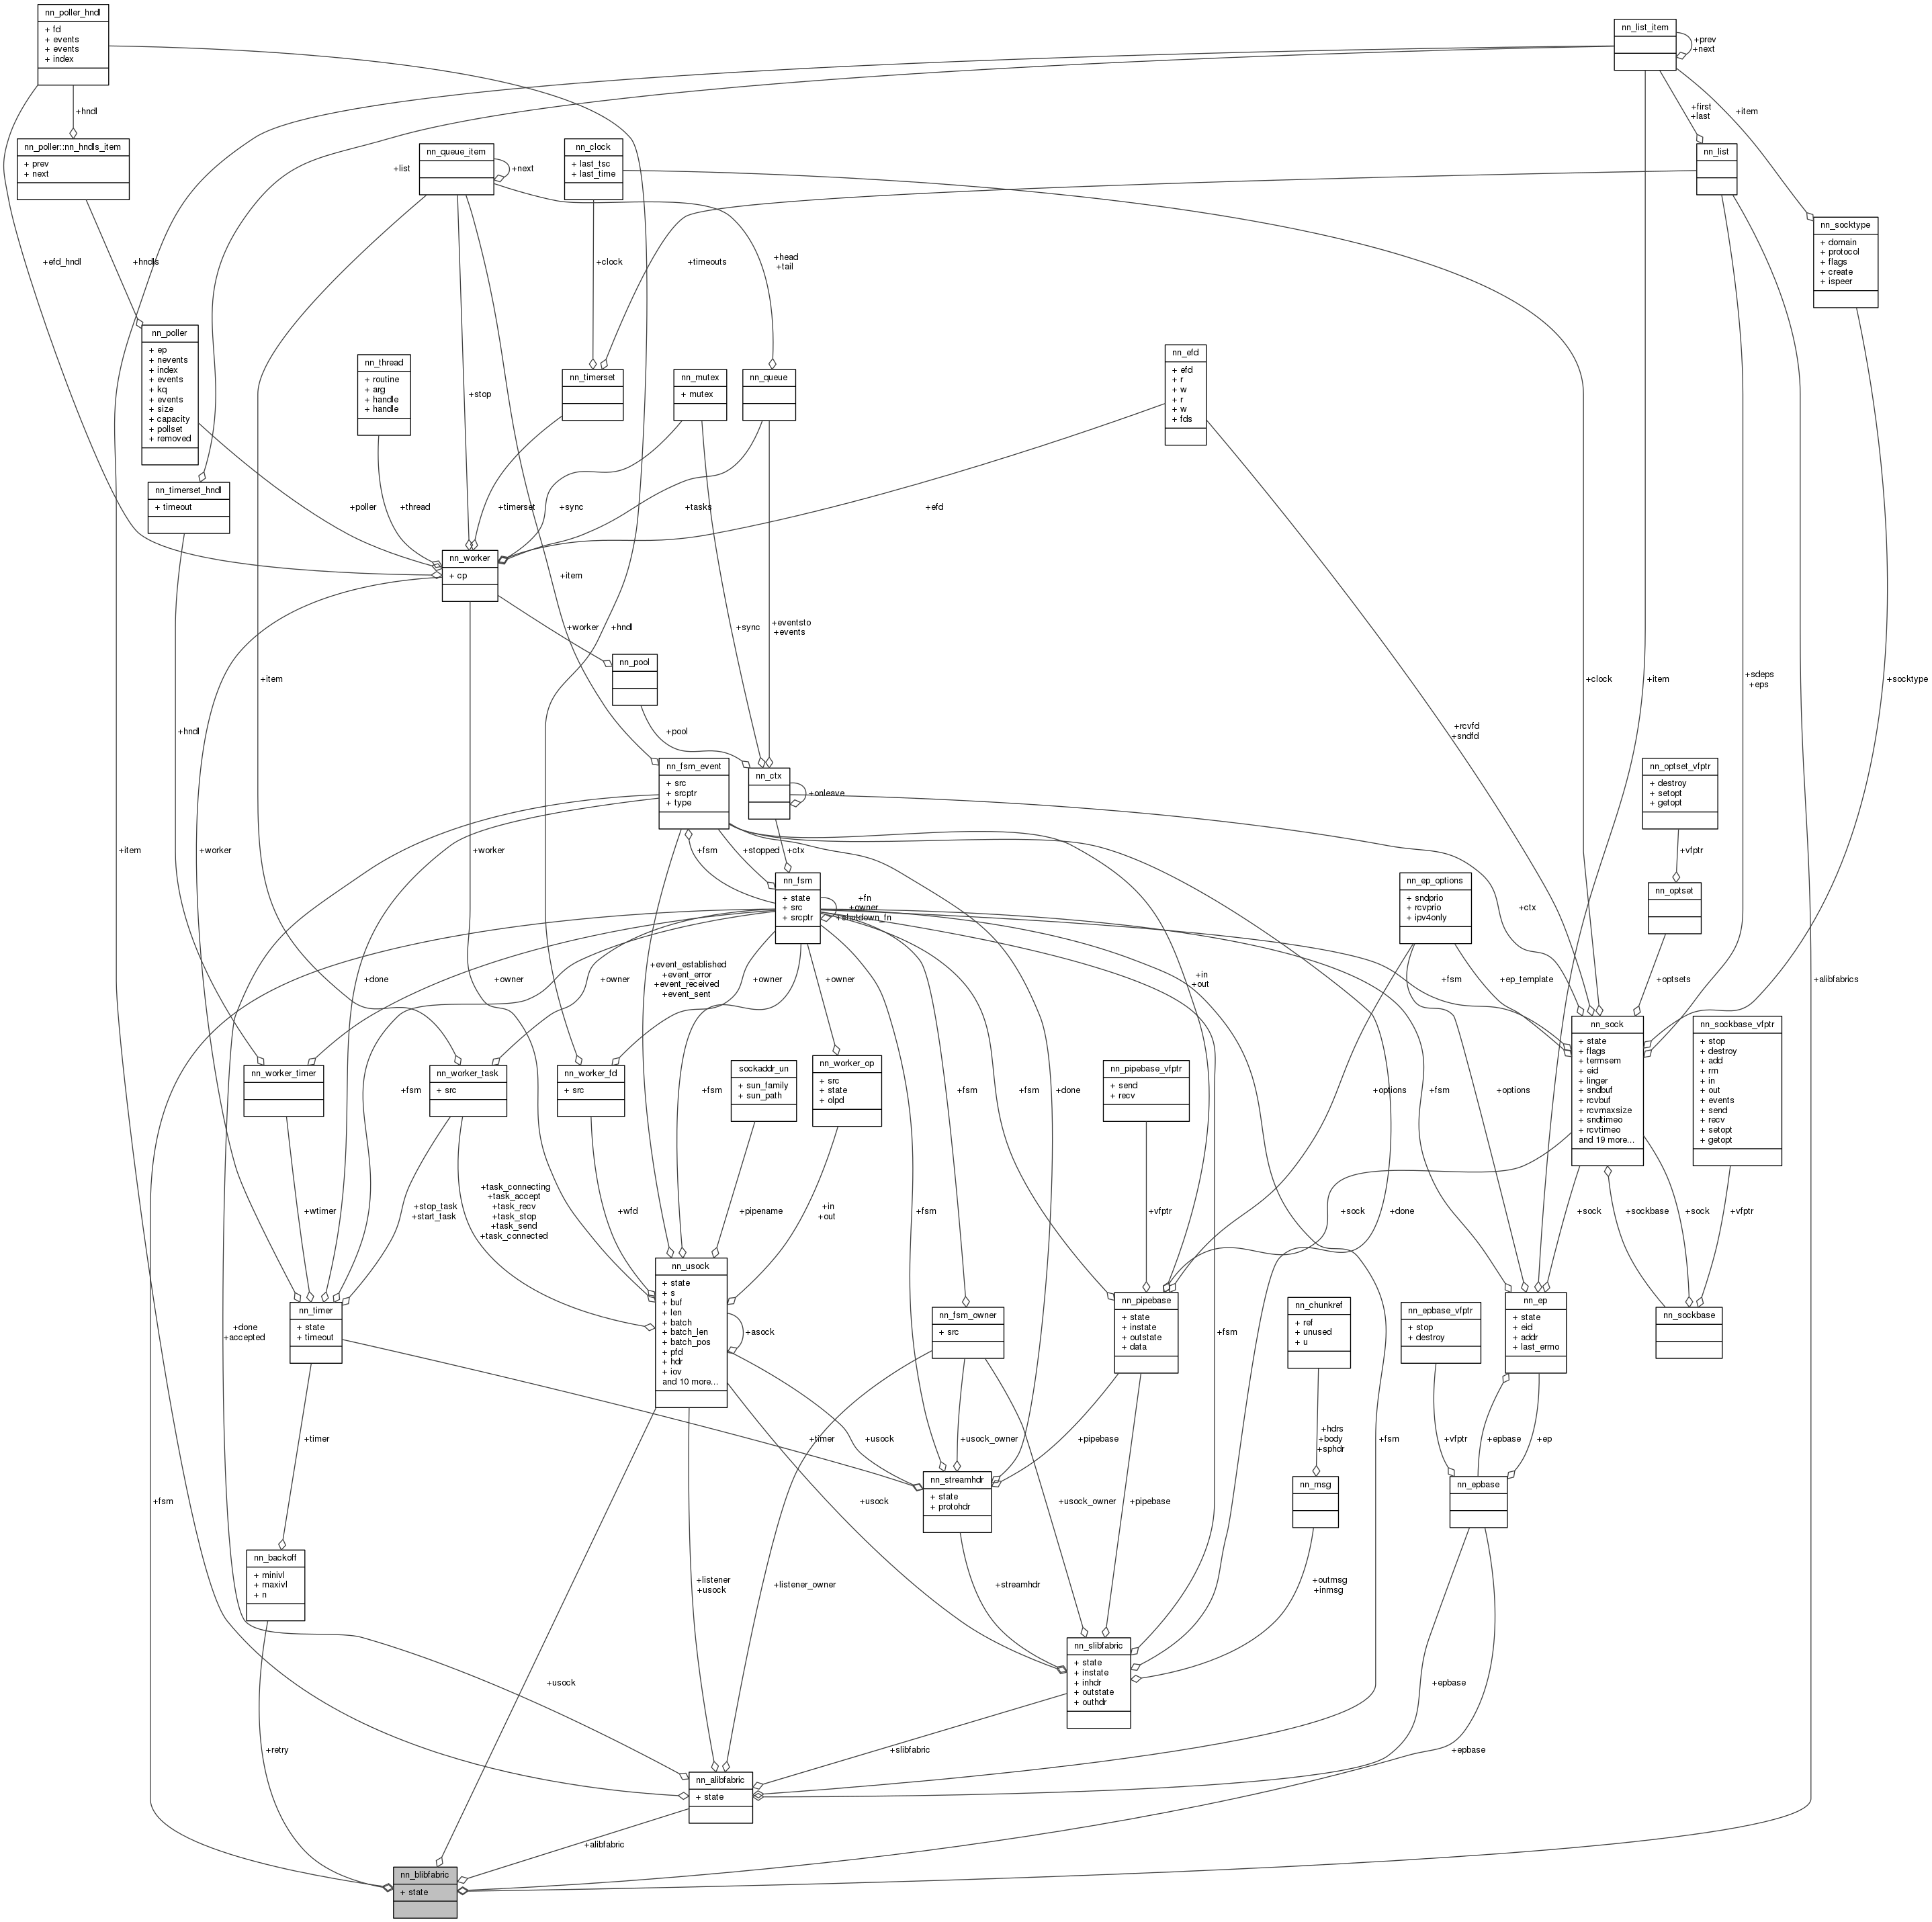 nn_poller_hndl
+ fd
+ events
+ events
+ index
nn_list_item
+prev
+next
+hndl
+first
+last
+item
nn_poller::nn_hndls_item
+ prev
+ next
nn_queue_item
+next
+list
nn_clock
+ last_tsc
+ last_time
nn_list
nn_socktype
+ domain
+ protocol
+ flags
+ create
+ ispeer
+efd_hndl
+hndls
+clock
+timeouts
+head
+tail
nn_poller
+ ep
+ nevents
+ index
+ events
+ kq
+ events
+ size
+ capacity
+ pollset
+ removed
nn_thread
+ routine
+ arg
+ handle
+ handle
+stop
nn_timerset
nn_mutex
+ mutex
nn_queue
nn_efd
+ efd
+ r
+ w
+ r
+ w
+ fds
nn_timerset_hndl
+ timeout
+poller
+thread
+timerset
+sync
+tasks
+efd
nn_worker
+ cp
+item
+worker
+hndl
+sync
+eventsto
+events
nn_pool
+item
+clock
+item
+sdeps
+eps
+socktype
+hndl
+pool
+rcvfd
+sndfd
nn_fsm_event
+ src
+ srcptr
+ type
nn_ctx
+onleave
nn_optset_vfptr
+ destroy
+ setopt
+ getopt
+item
+worker
+worker
+fsm
+stopped
+ctx
+vfptr
+alibfabrics
nn_fsm
+ state
+ src
+ srcptr
+fn
+owner
+shutdown_fn
nn_ep_options
+ sndprio
+ rcvprio
+ ipv4only
nn_optset
+ctx
+done
+owner
+owner
+event_established
+event_error
+event_received
+event_sent
+owner
+owner
+in
+out
+fsm
+ep_template
+optsets
nn_worker_timer
nn_worker_task
+ src
nn_worker_fd
+ src
sockaddr_un
+ sun_family
+ sun_path
nn_worker_op
+ src
+ state
+ olpd
nn_pipebase_vfptr
+ send
+ recv
nn_sock
+ state
+ flags
+ termsem
+ eid
+ linger
+ sndbuf
+ rcvbuf
+ rcvmaxsize
+ sndtimeo
+ rcvtimeo
and 19 more...
nn_sockbase_vfptr
+ stop
+ destroy
+ add
+ rm
+ in
+ out
+ events
+ send
+ recv
+ setopt
+ getopt
+fsm
+fsm
+fsm
+fsm
+done
+options
+fsm
+options
+wtimer
+stop_task
+start_task
+task_connecting
+task_accept
+task_recv
+task_stop
+task_send
+task_connected
+wfd
+pipename
+in
+out
+fsm
+vfptr
+sock
+done
+sock
+sockbase
+sock
+vfptr
nn_timer
+ state
+ timeout
nn_usock
+ state
+ s
+ buf
+ len
+ batch
+ batch_len
+ batch_pos
+ pfd
+ hdr
+ iov
and 10 more...
+asock
nn_fsm_owner
+ src
nn_pipebase
+ state
+ instate
+ outstate
+ data
nn_chunkref
+ ref
+ unused
+ u
nn_epbase_vfptr
+ stop
+ destroy
nn_ep
+ state
+ eid
+ addr
+ last_errno
nn_sockbase
+done
+accepted
+fsm
+timer
+timer
+usock
+usock_owner
+pipebase
+hdrs
+body
+sphdr
+fsm
+vfptr
+epbase
+ep
nn_streamhdr
+ state
+ protohdr
nn_msg
nn_epbase
+fsm
+usock
+usock_owner
+pipebase
nn_backoff
+ minivl
+ maxivl
+ n
+listener
+usock
+listener_owner
+streamhdr
+outmsg
+inmsg
nn_slibfabric
+ state
+ instate
+ inhdr
+ outstate
+ outhdr
+usock
+epbase
+retry
+slibfabric
+epbase
nn_alibfabric
+ state
+alibfabric
nn_blibfabric
+ state